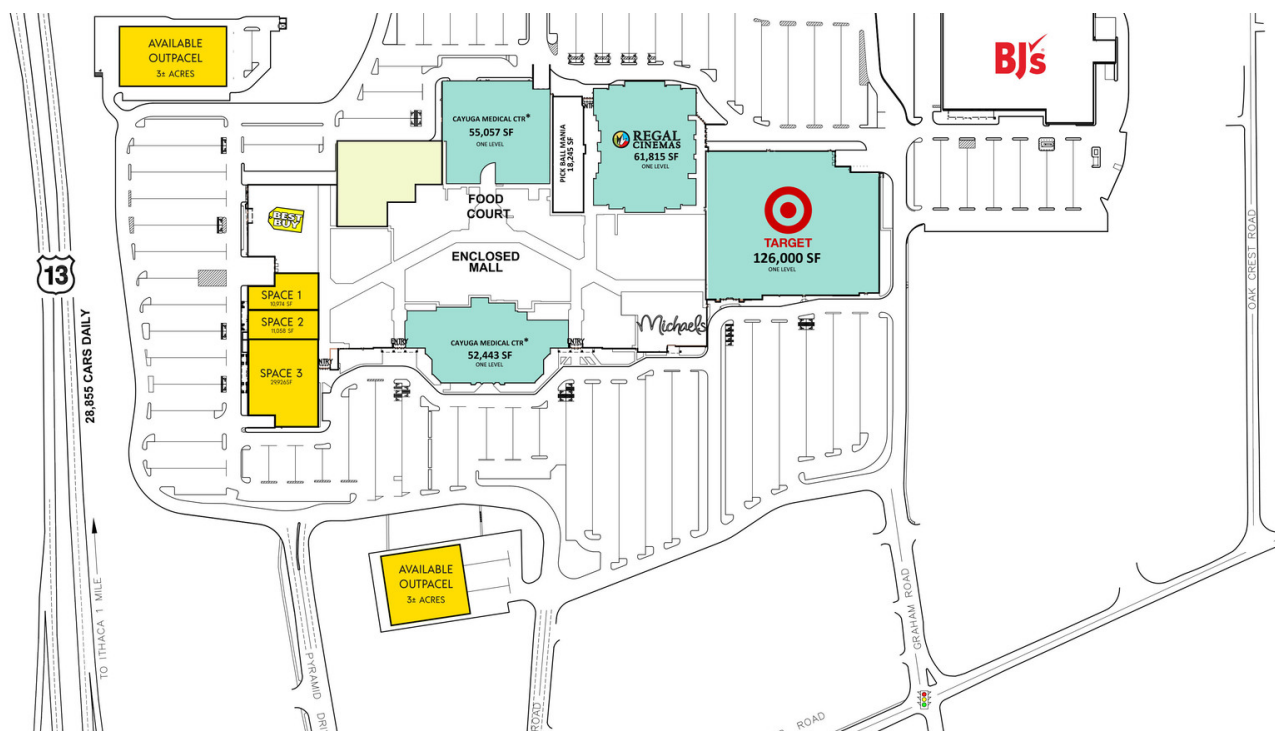 AVAILABLE
OUTPACEL
3± ACRES
BJ's
CAYUGA MEDICAL CTR*
55,057 SF
ONE LEVEL
PICK BALL MANIA
18,245 SF
REGAL
CINEMAS
61,815 SF
ONE LEVEL
TARGET
126,000 SF
ONE LEVEL
FOOD
COURT
BEST
BUY
ENCLOSED
MALL
13
28,855 CARS DAILY
TO ITHACA 1 MILE
SPACE 1
10,974 SF
SPACE 2
11,058 SF
SPACE 3
29,926SF
ENTRY
ENTRY
CAYUGA MEDICAL CTR*
52,443 SF
ONE LEVEL
ENTRY
Michaels
OAK CREST ROAD
AVAILABLE
OUTPACEL
3± ACRES
PYRAMID DRI
ROAD
GRAHAM ROAD
ROAD